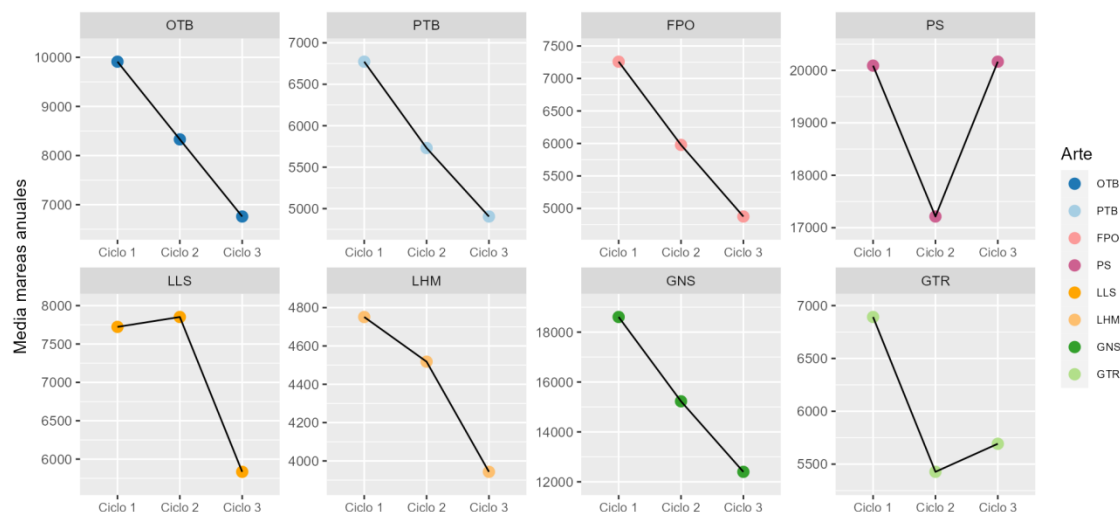 OTB PTB FPO PS
10000
9000
8000
7000
7000
6500
6000
5500
5000
7500
7000
6500
6000
5500
5000
20000
19000
18000
17000
Ciclo 1 Ciclo 2 Ciclo 3
Ciclo 1 Ciclo 2 Ciclo 3
Ciclo 1 Ciclo 2 Ciclo 3
Ciclo 1 Ciclo 2 Ciclo 3
Media mareas anuales
LLS LHM GNS GTR
8000
7500
7000
6500
6000
4800
4600
4400
4200
4000
18000
16000
14000
12000
7000
6500
6000
5500
Ciclo 1 Ciclo 2 Ciclo 3
Ciclo 1 Ciclo 2 Ciclo 3
Ciclo 1 Ciclo 2 Ciclo 3
Ciclo 1 Ciclo 2 Ciclo 3
Arte
OTB
PTB
FPO
PS
LLS
LHM
GNS
GTR